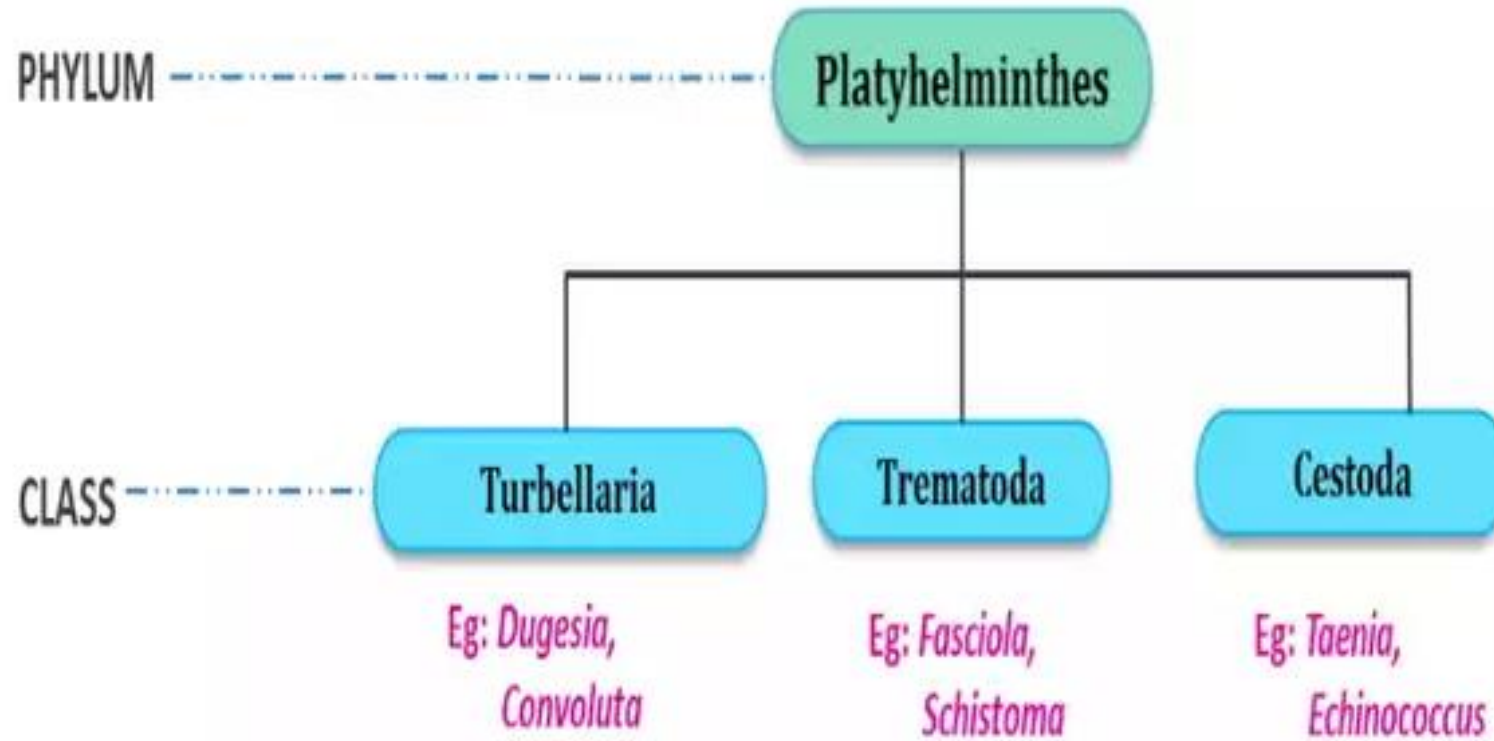 PHYLUM
Platyhelminthes
CLASS
Turbellaria
Trematoda
Cestoda
Eg: Dugesia,
Convoluta
Eg: Fasciola,
Schistoma
Eg: Taenia,
Echinococcus